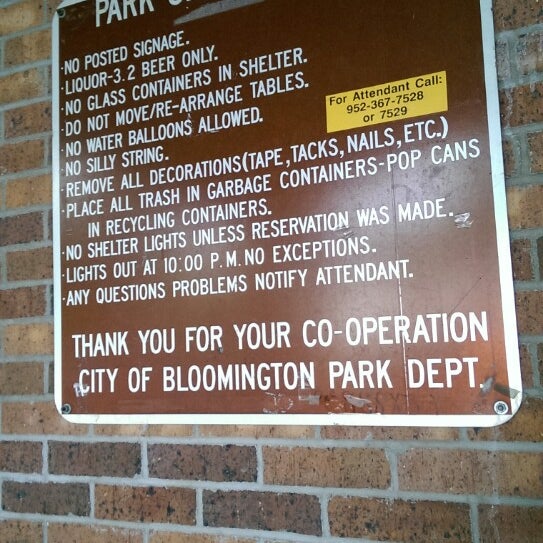 PARK
·NO POSTED SIGNAGE.
·LIQUOR-3.2 BEER ONLY.
·NO GLASS CONTAINERS IN SHELTER.
·DO NOT MOVE/RE-ARRANGE TABLES.
·NO WATER BALLOONS ALLOWED.
·NO SILLY STRING.
·REMOVE ALL DECORATIONS(TAPE,TACKS,NAILS,ETC.)
·PLACE ALL TRASH IN GARBAGE CONTAINERS-POP CANS
IN RECYCLING CONTAINERS.
·NO SHELTER LIGHTS UNLESS RESERVATION WAS MADE.
·LIGHTS OUT AT 10:00 P.M. NO EXCEPTIONS.
·ANY QUESTIONS PROBLEMS NOTIFY ATTENDANT.
For Attendant Call:
952-367-7528
or 7529
THANK YOU FOR YOUR CO-OPERATION
CITY OF BLOOMINGTON PARK DEPT.